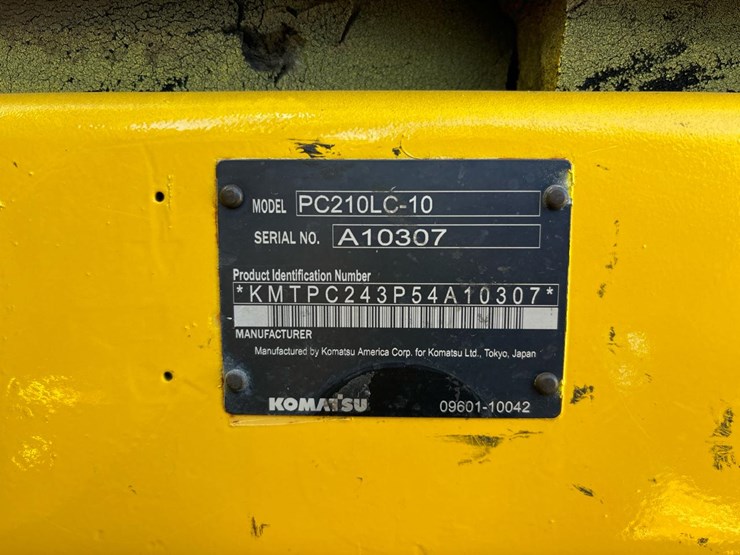 MODEL PC210LC-10
SERIAL NO. A10307
Product Identification Number
*KMTPC243P54A10307*
MANUFACTURER
Manufactured by Komatsu America Corp. for Komatsu Ltd., Tokyo, Japan
KOMATSU 09601-10042